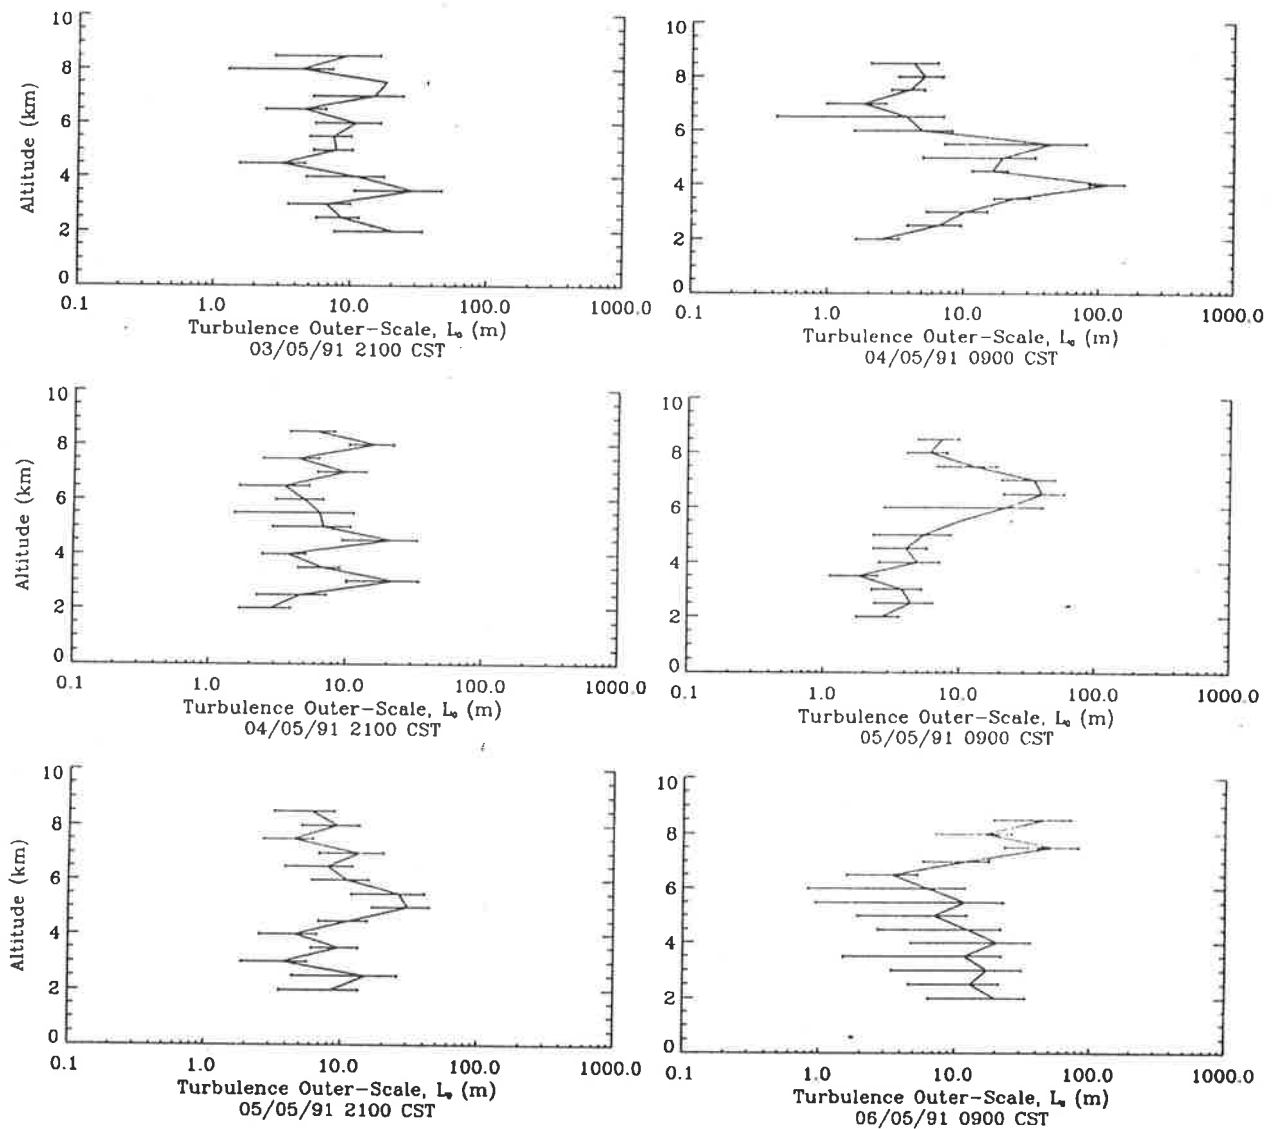 10
8
6
4
2
0
Altitude (km)
0.1 1.0 10.0 100.0 1000.0
Turbulence Outer-Scale, L₀ (m)
03/05/91 2100 CST
10
8
6
4
2
0
0.1 1.0 10.0 100.0 1000.0
Turbulence Outer-Scale, L₀ (m)
04/05/91 0900 CST
10
8
6
4
2
0
Altitude (km)
0.1 1.0 10.0 100.0 1000.0
Turbulence Outer-Scale, L₀ (m)
04/05/91 2100 CST
10
8
6
4
2
0
0.1 1.0 10.0 100.0 1000.0
Turbulence Outer-Scale, L₀ (m)
05/05/91 0900 CST
10
8
6
4
2
0
Altitude (km)
0.1 1.0 10.0 100.0 1000.0
Turbulence Outer-Scale, L₀ (m)
05/05/91 2100 CST
10
8
6
4
2
0
0.1 1.0 10.0 100.0 1000.0
Turbulence Outer-Scale, L₀ (m)
06/05/91 0900 CST